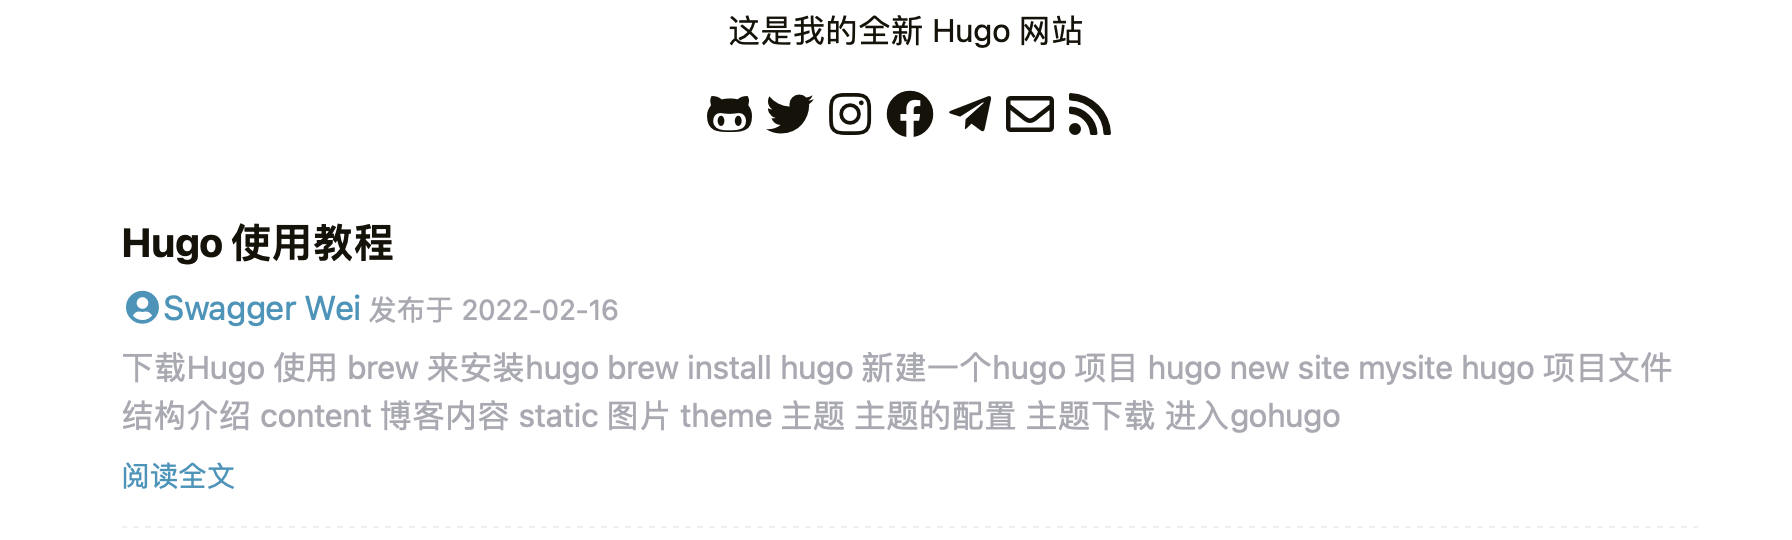 这是我的全新 Hugo 网站
Hugo 使用教程
Swagger Wei 发布于 2022-02-16
下载Hugo 使用 brew 来安装hugo brew install hugo 新建一个hugo 项目 hugo new site mysite hugo 项目文件
结构介绍 content 博客内容 static 图片 theme 主题 主题的配置 主题下载 进入gohugo
阅读全文